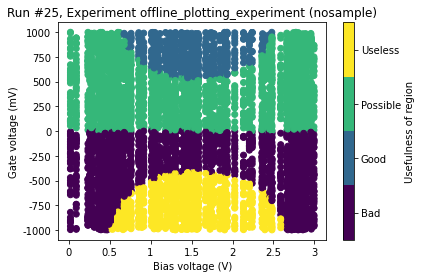 Run #25, Experiment offline_plotting_experiment (nosample)
1000
750
500
250
0
-250
-500
-750
-1000
Gate voltage (mV)
0
0.5
1
1.5
2
2.5
3
Bias voltage (V)
Useless
Possible
Good
Bad
Usefulness of region